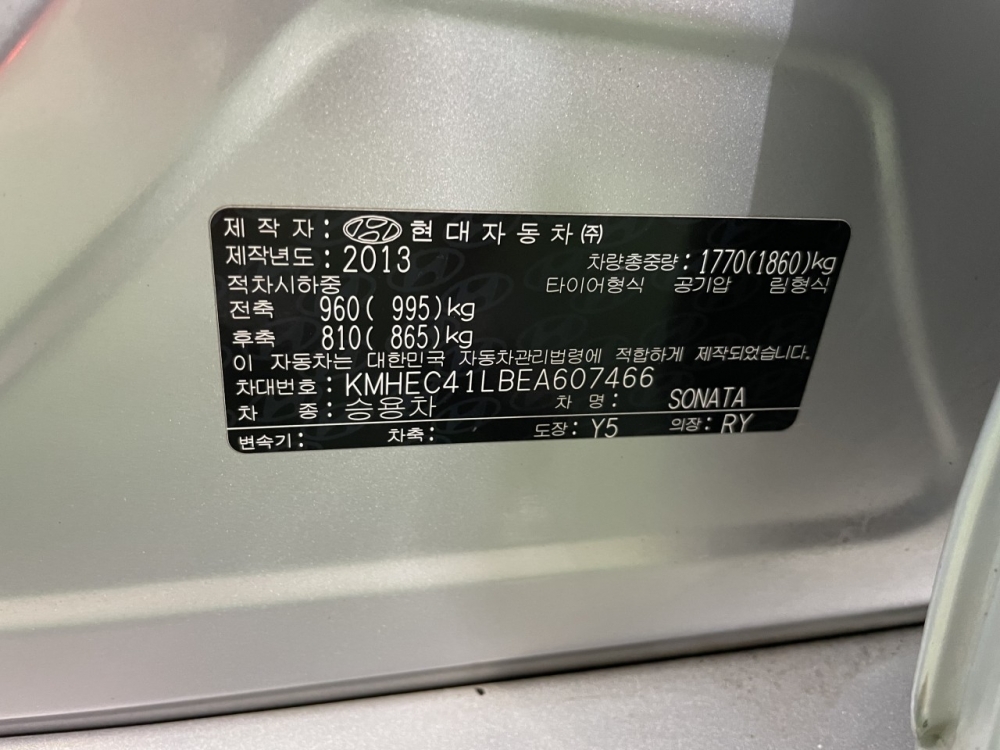 제 작 자 : 현 대 자 동 차 ㈜
제작년도 : 2013 차량총중량 : 1770(1860)kg
적차시하중 타이어형식 공기압 림형식
전축 960( 995)kg
후축 810( 865)kg
이 자동차는 대한민국 자동차관리법령에 적합하게 제작되었습니다.
차대번호 : KMHEC41LBEA607466
차 종 : 승용차 차 명 : SONATA
변속기 : 차축 : 도장 : Y5 의장 : RY